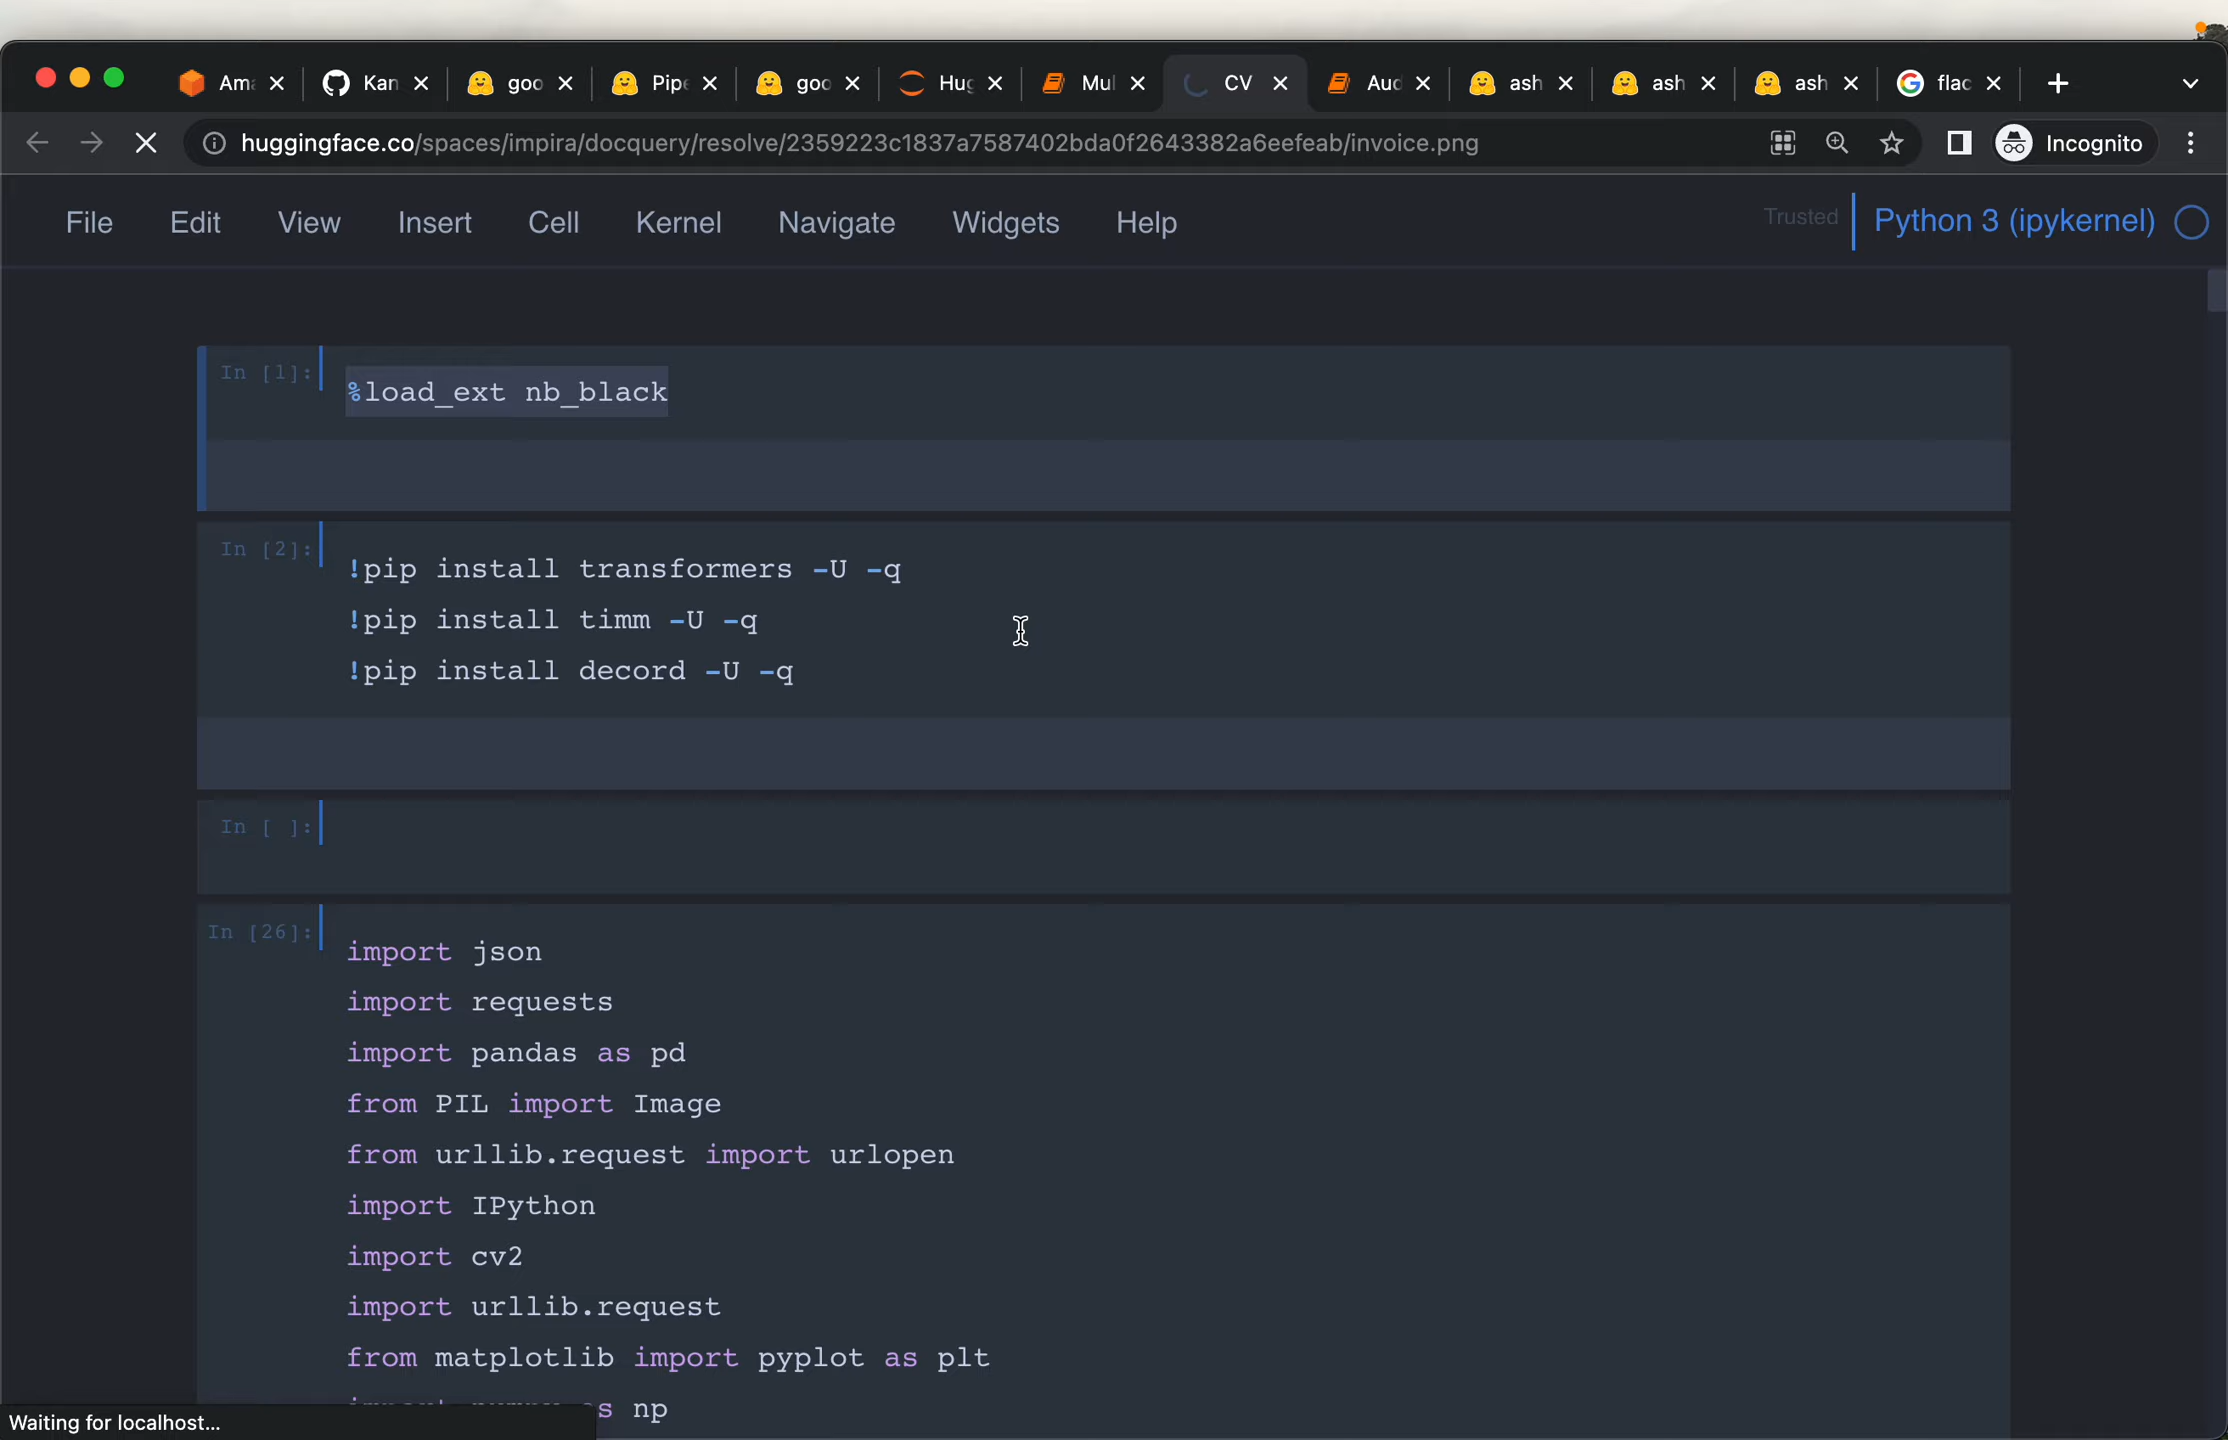 Ama
Kan
goo
Pipe
goo
Hug
Mul
CV
Aud
ash
ash
ash
flac
huggingface.co/spaces/impira/docquery/resolve/2359223c1837a7587402bda0f2643382a6eefeab/invoice.png
Incognito
File Edit View Insert Cell Kernel Navigate Widgets Help
Trusted
Python 3 (ipykernel)
In [1]:
%load_ext nb_black
In [2]:
!pip install transformers -U -q
!pip install timm -U -q
!pip install decord -U -q
In [ ]:
In [26]:
import json
import requests
import pandas as pd
from PIL import Image
from urllib.request import urlopen
import IPython
import cv2
import urllib.request
from matplotlib import pyplot as plt
as np
Waiting for localhost...